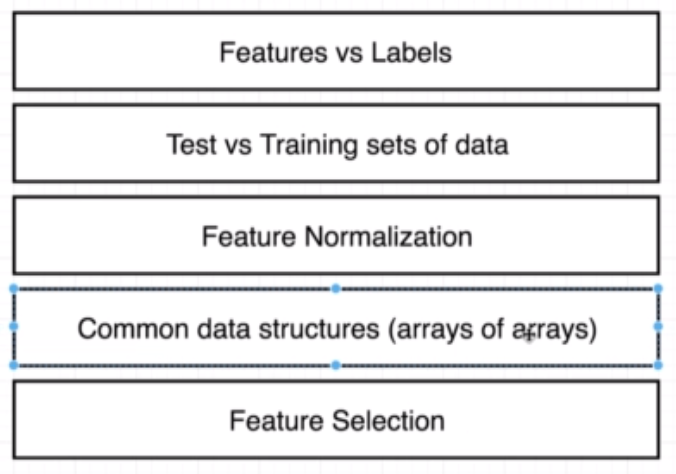 Features vs Labels
Test vs Training sets of data
Feature Normalization
Common data structures (arrays of arrays)
Feature Selection